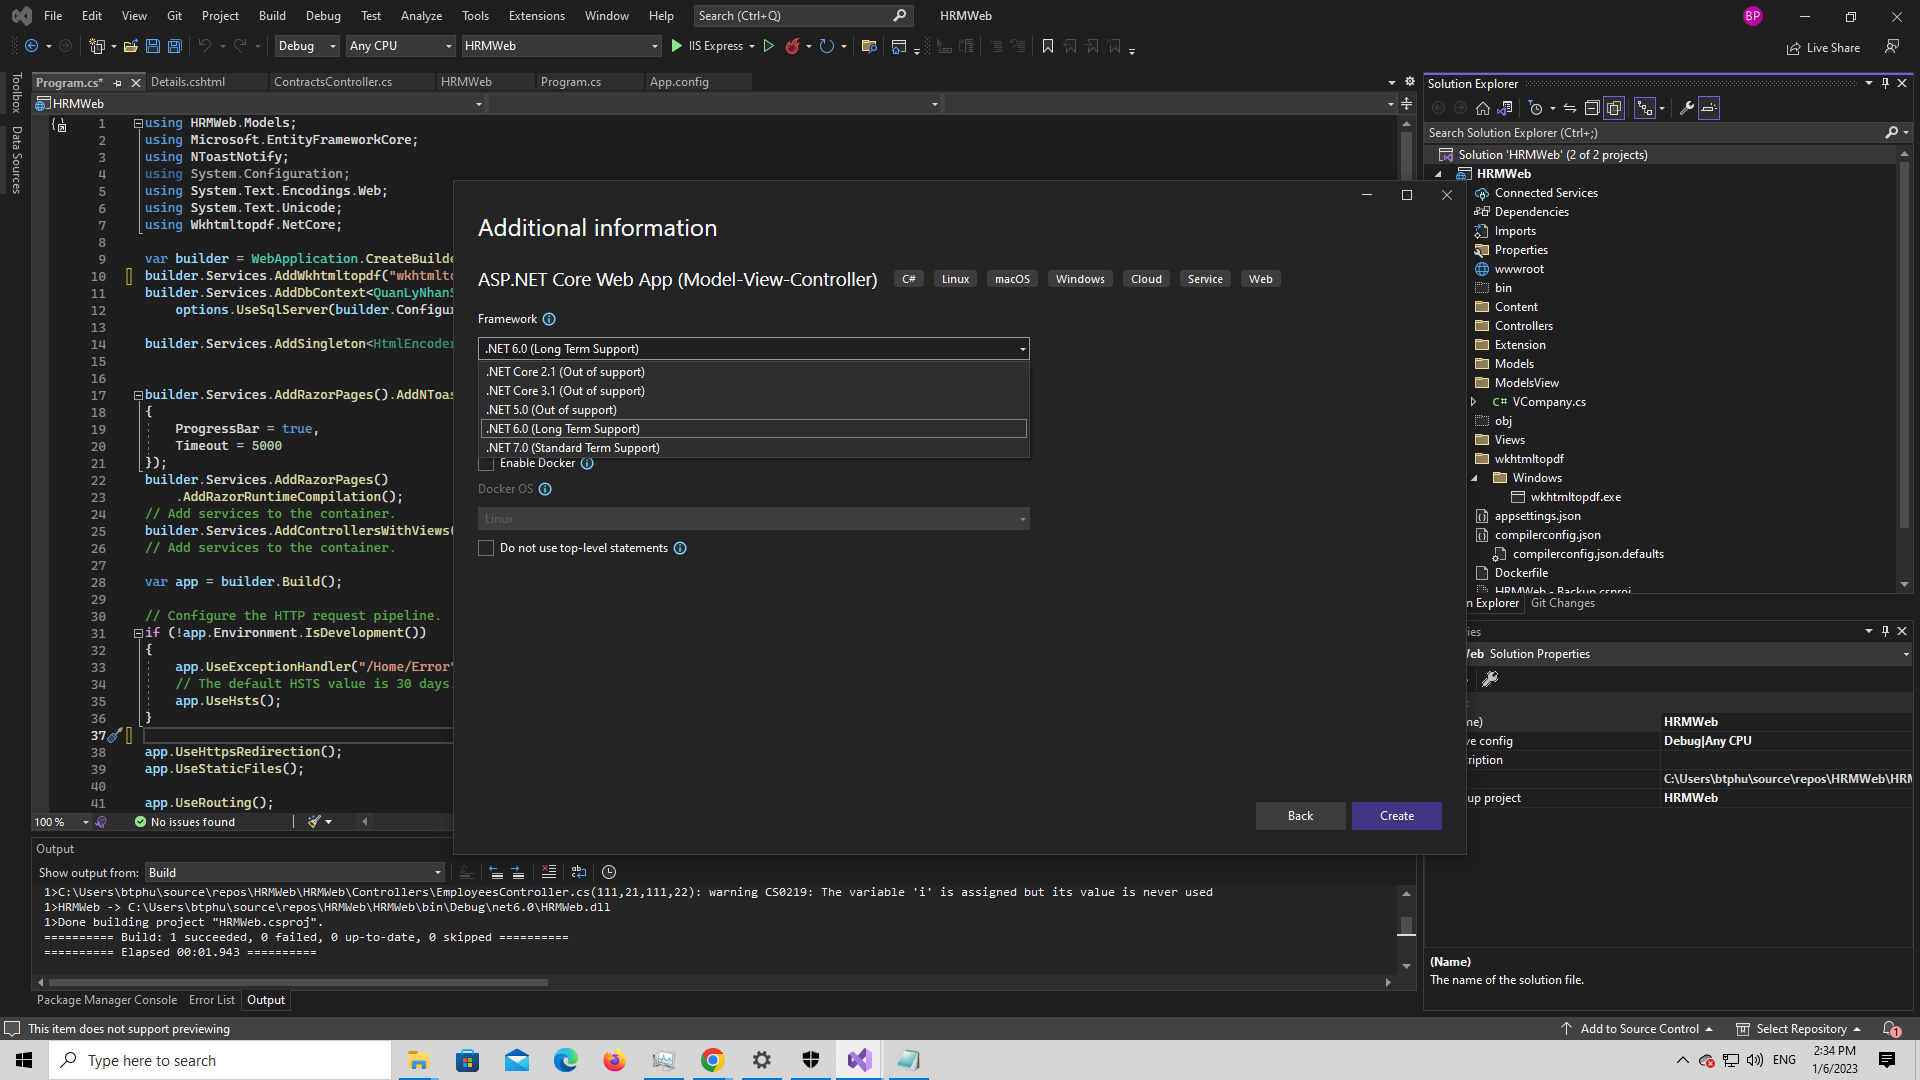 File Edit View Git Project Build Debug Test Analyze Tools Extensions Window Help Search (Ctrl+Q) HRMWeb BP
Debug Any CPU HRMWeb IIS Express Live Share
Toolbox
Data Sources
Program.cs* Details.cshtml ContractsController.cs HRMWeb Program.cs App.config
HRMWeb
1 using HRMWeb.Models;
2 using Microsoft.EntityFrameworkCore;
3 using NToastNotify;
4 using System.Configuration;
5 using System.Text.Encodings.Web;
6 using System.Text.Unicode;
7 using Wkhtmltopdf.NetCore;
8
9 var builder = WebApplication.CreateBuilde
10 builder.Services.AddWkhtmltopdf("wkhtmlto
11 builder.Services.AddDbContext<QuanLyNhanS
12 options.UseSqlServer(builder.Configur
13
14 builder.Services.AddSingleton<HtmlEncoder
15
16
17 builder.Services.AddRazorPages().AddNToas
18 {
19 ProgressBar = true,
20 Timeout = 5000
21 });
22 builder.Services.AddRazorPages()
23 .AddRazorRuntimeCompilation();
24 // Add services to the container.
25 builder.Services.AddControllersWithViews(
26 // Add services to the container.
27
28 var app = builder.Build();
29
30 // Configure the HTTP request pipeline.
31 if (!app.Environment.IsDevelopment())
32 {
33 app.UseExceptionHandler("/Home/Error"
34 // The default HSTS value is 30 days.
35 app.UseHsts();
36 }
37
38 app.UseHttpsRedirection();
39 app.UseStaticFiles();
40
41 app.UseRouting();
100 % No issues found
Additional information
ASP.NET Core Web App (Model-View-Controller) C# Linux macOS Windows Cloud Service Web
Framework
.NET 6.0 (Long Term Support)
.NET Core 2.1 (Out of support)
.NET Core 3.1 (Out of support)
.NET 5.0 (Out of support)
.NET 6.0 (Long Term Support)
.NET 7.0 (Standard Term Support)
Enable Docker
Docker OS
Linux
Do not use top-level statements
Back Create
Solution Explorer
Search Solution Explorer (Ctrl+;)
Solution 'HRMWeb' (2 of 2 projects)
HRMWeb
Connected Services
Dependencies
Imports
Properties
wwwroot
bin
Content
Controllers
Extension
Models
ModelsView
C# VCompany.cs
obj
Views
wkhtmltopdf
Windows
wkhtmltopdf.exe
appsettings.json
compilerconfig.json
compilerconfig.json.defaults
Dockerfile
HRMWeb - Backup.csproj
n Explorer Git Changes
ies
eb Solution Properties
ne) HRMWeb
ve config Debug|Any CPU
ription
C:\Users\btphu\source\repos\HRMWeb\HRM
up project HRMWeb
(Name)
The name of the solution file.
Output
Show output from: Build
1>C:\Users\btphu\source\repos\HRMWeb\HRMWeb\Controllers\EmployeesController.cs(111,21,111,22): warning CS0219: The variable 'i' is assigned but its value is never used
1>HRMWeb -> C:\Users\btphu\source\repos\HRMWeb\HRMWeb\bin\Debug\net6.0\HRMWeb.dll
1>Done building project "HRMWeb.csproj".
========== Build: 1 succeeded, 0 failed, 0 up-to-date, 0 skipped ==========
========== Elapsed 00:01.943 ==========
Package Manager Console Error List Output
This item does not support previewing Add to Source Control Select Repository 1
Type here to search ENG 2:34 PM
1/6/2023